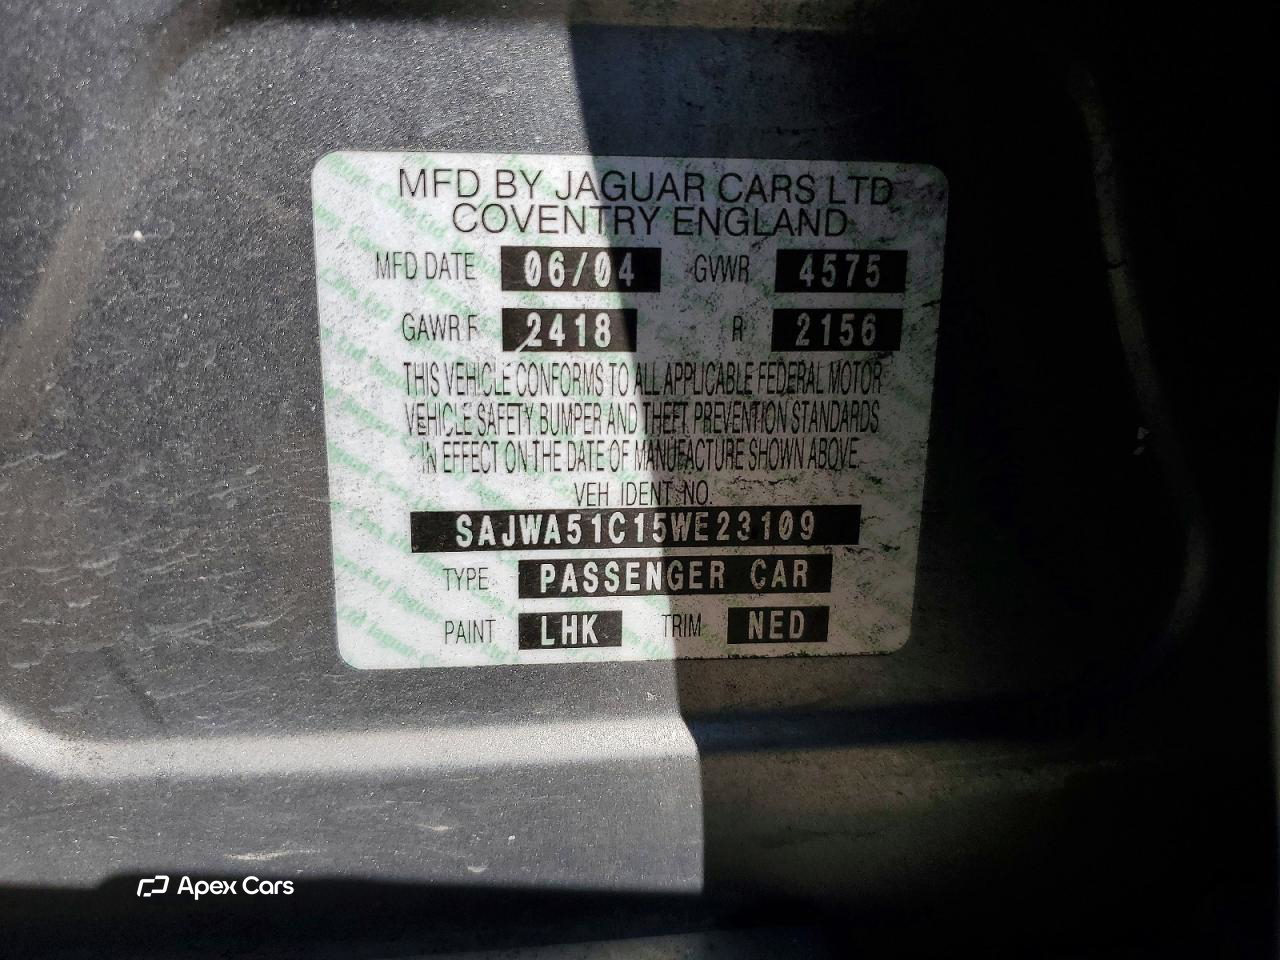 MFD BY JAGUAR CARS LTD
COVENTRY ENGLAND
MFD DATE 06/04 GVWR 4575
GAWR F 2418 R 2156
THIS VEHICLE CONFORMS TO ALL APPLICABLE FEDERAL MOTOR
VEHICLE SAFETY, BUMPER AND THEFT PREVENTION STANDARDS
IN EFFECT ON THE DATE OF MANUFACTURE SHOWN ABOVE.
VEH IDENT NO.
SAJWA51C15WE23109
TYPE PASSENGER CAR
PAINT LHK TRIM NED
Apex Cars